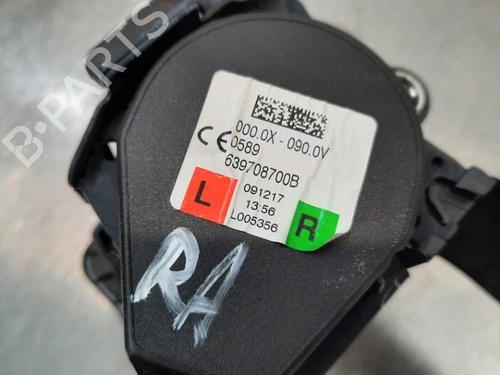 B-PARTS
000.0X - 090.0V
CE 0589
639708700B
L
091217
13:56
L005356
R
RA